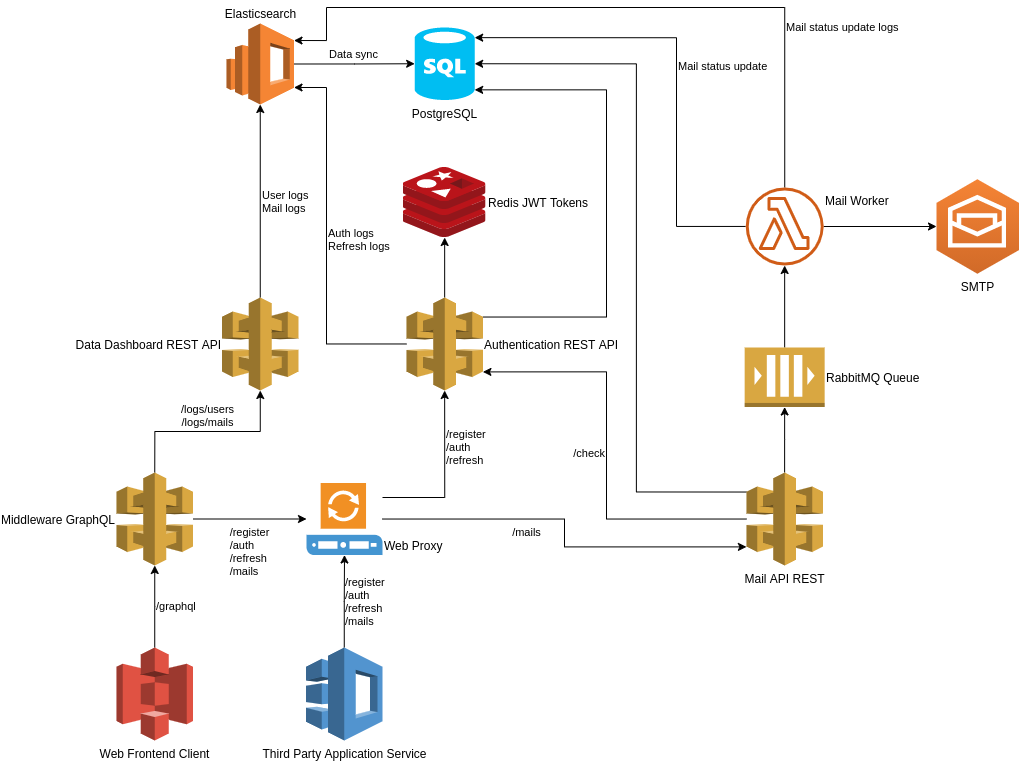 Elasticsearch
Mail status update logs
Data sync
SQL
Mail status update
PostgreSQL
User logs
Mail logs
Redis JWT Tokens
Mail Worker
Auth logs
Refresh logs
SMTP
Data Dashboard REST API
Authentication REST API
RabbitMQ Queue
/logs/users
/logs/mails
/register
/auth
/refresh
/check
Middleware GraphQL
/register
/auth
/refresh
/mails
Web Proxy
/mails
Mail API REST
/graphql
/register
/auth
/refresh
/mails
Web Frontend Client
Third Party Application Service